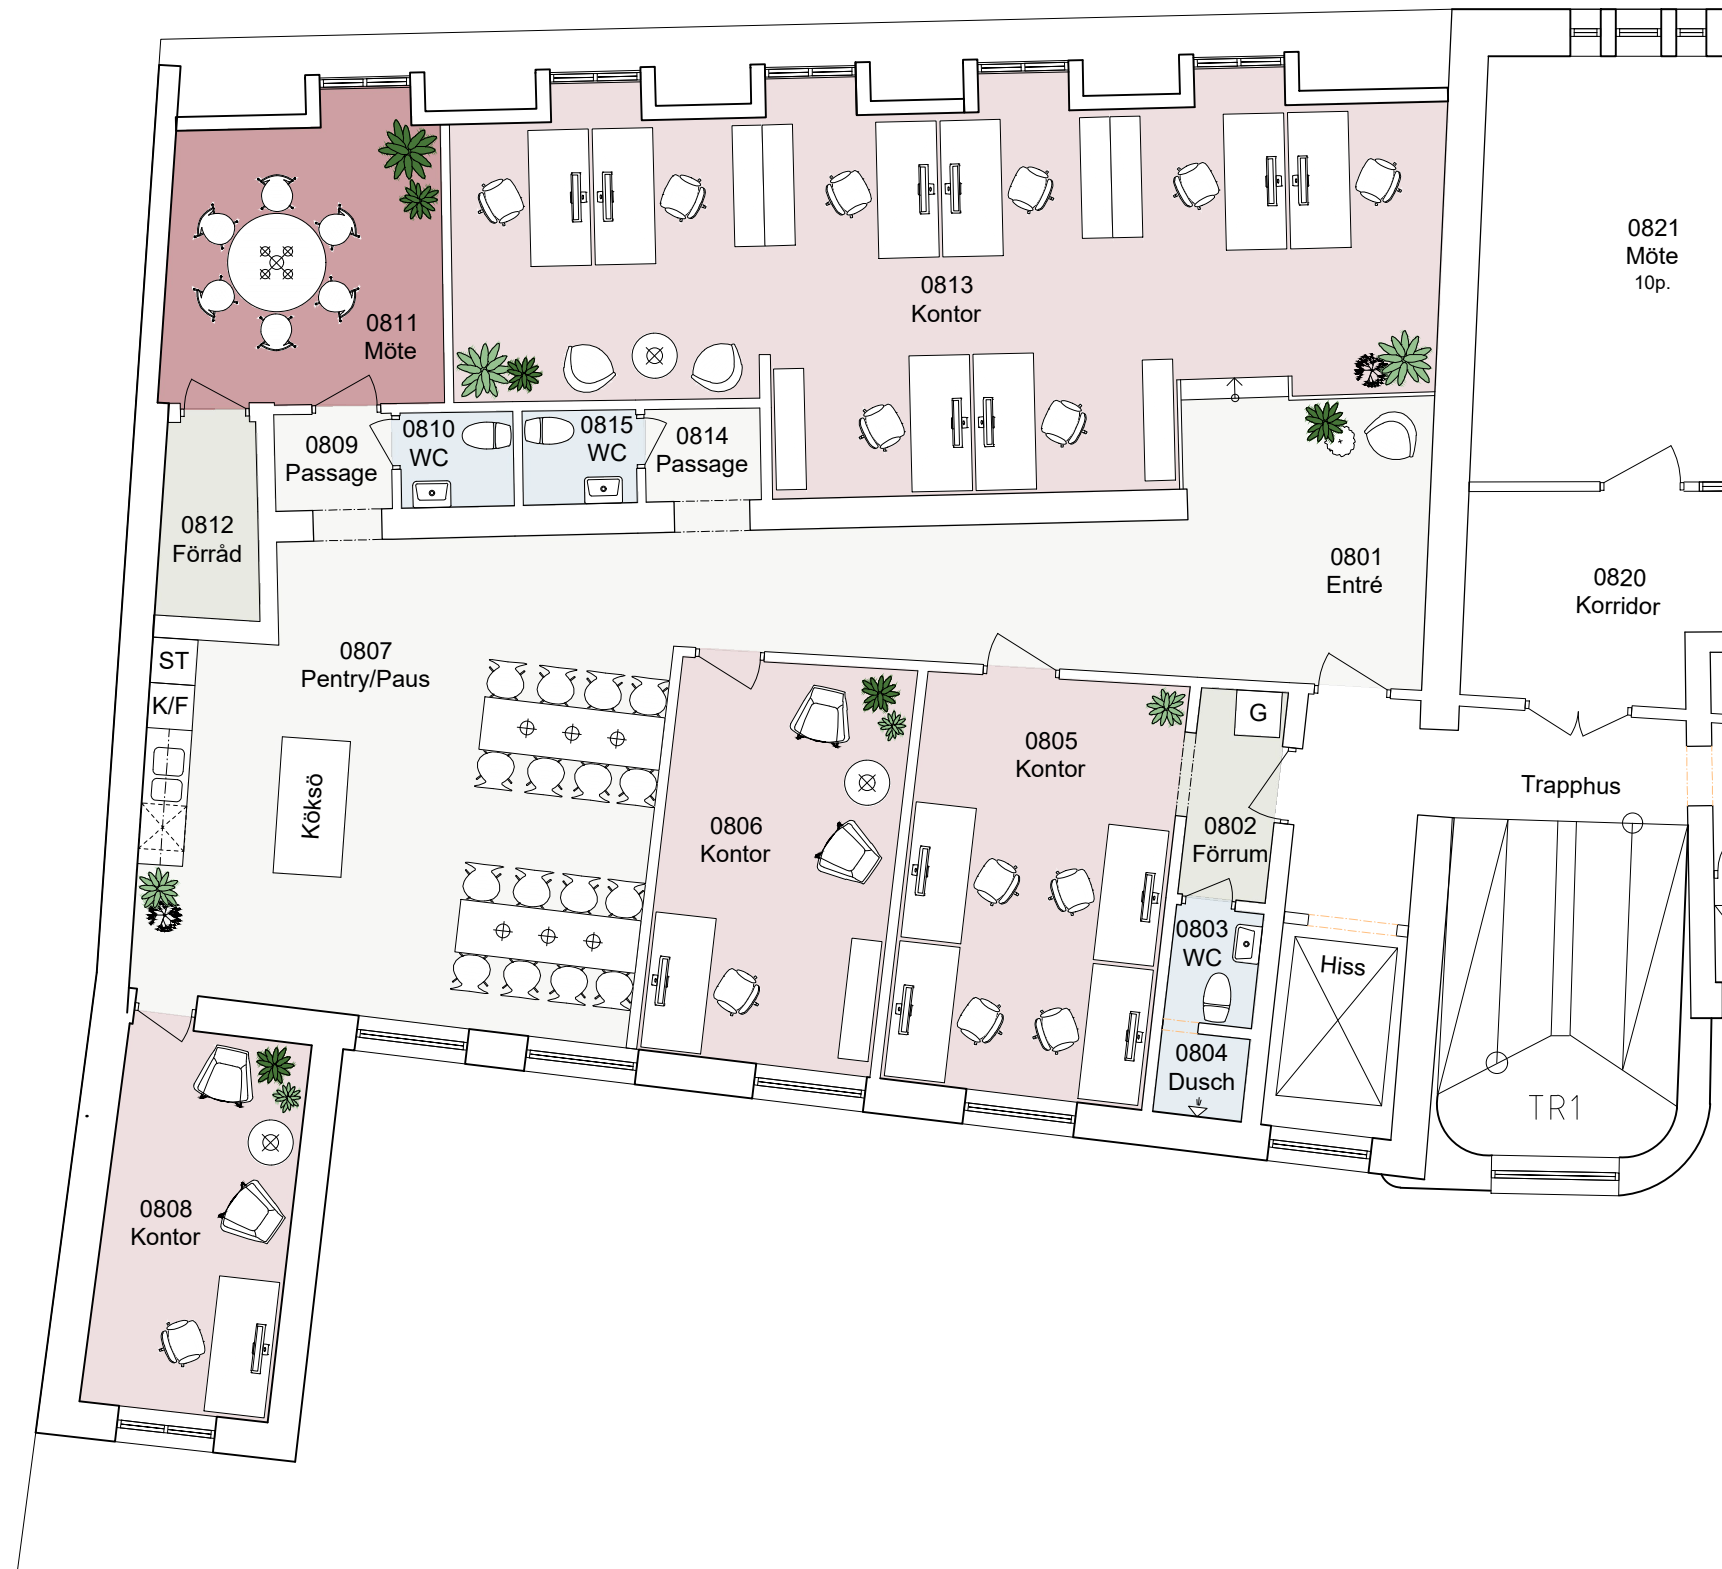 0821
Möte
10p.
0813
Kontor
0811
Möte
0810
WC
0815
WC
0814
Passage
0809
Passage
0812
Förråd
0801
Entré
0820
Korridor
0807
Pentry/Paus
ST
K/F
Köksö
G
0805
Kontor
0806
Kontor
0802
Förrum
Trapphus
0803
WC
Hiss
0804
Dusch
TR1
0808
Kontor